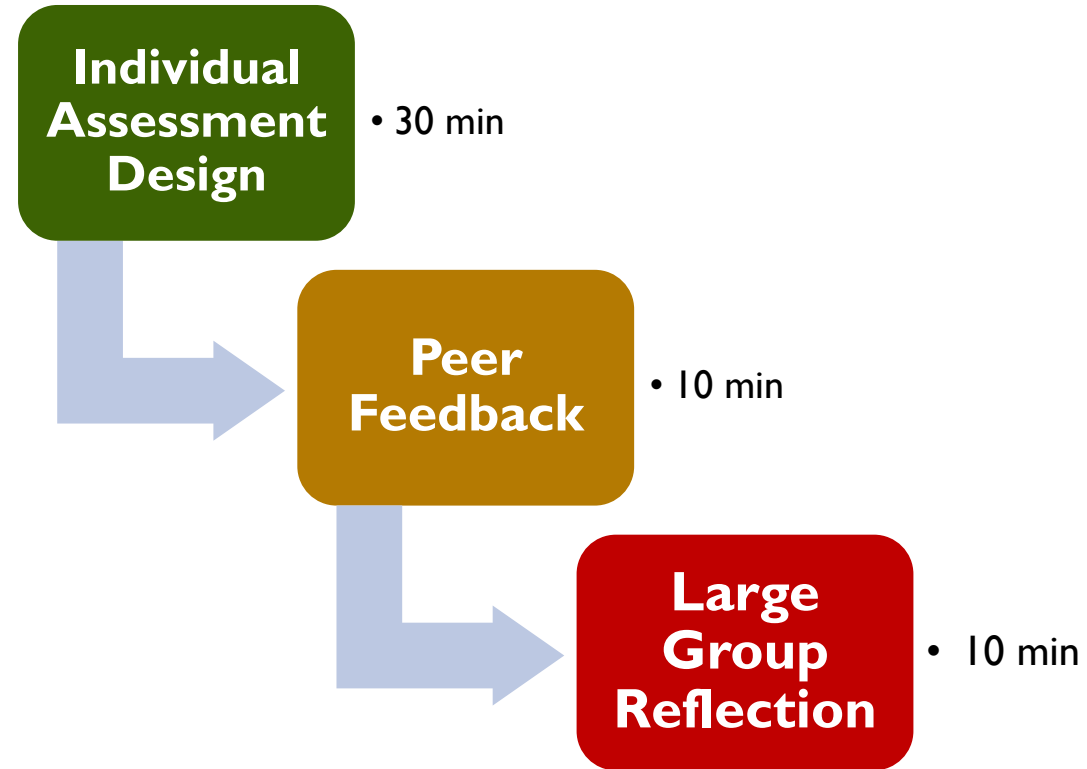 Individual
Assessment
Design
• 30 min
Peer
Feedback
• 10 min
Large
Group
Reflection
• 10 min